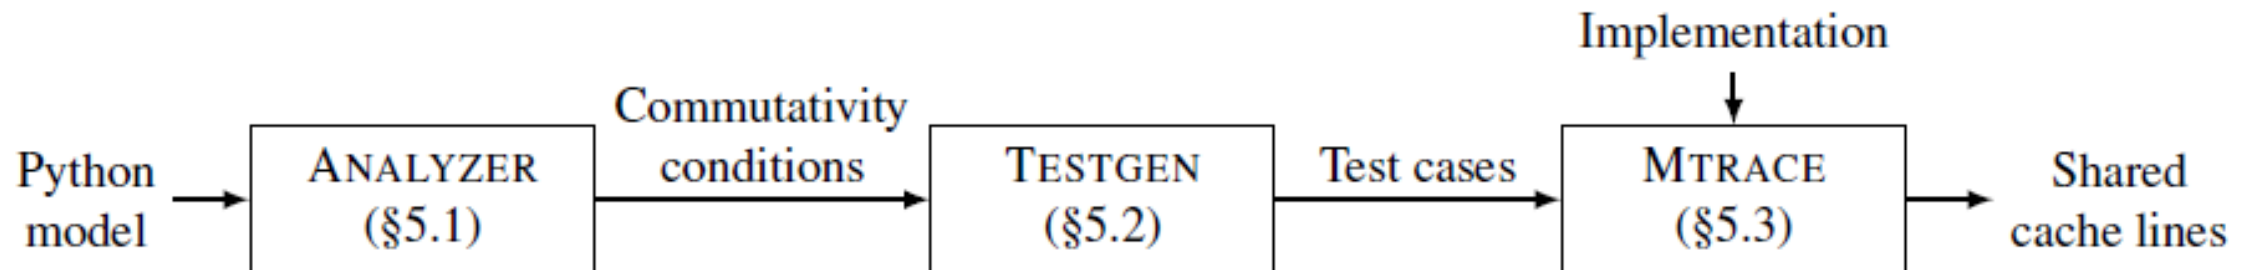 Python
model
ANALYZER
(§5.1)
Commutativity
conditions
TESTGEN
(§5.2)
Test cases
Implementation
MTRACE
(§5.3)
Shared
cache lines